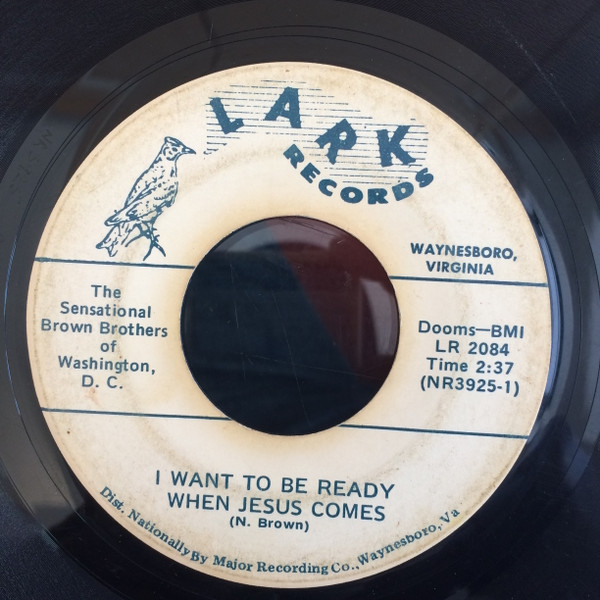 LARK
RECORDS
WAYNESBORO,
VIRGINIA
The
Sensational
Brown Brothers
of
Washington,
D. C.
Dooms—BMI
LR 2084
Time 2:37
(NR3925-1)
I WANT TO BE READY
WHEN JESUS COMES
(N. Brown)
Dist. Nationally By Major Recording Co., Waynesboro, Va